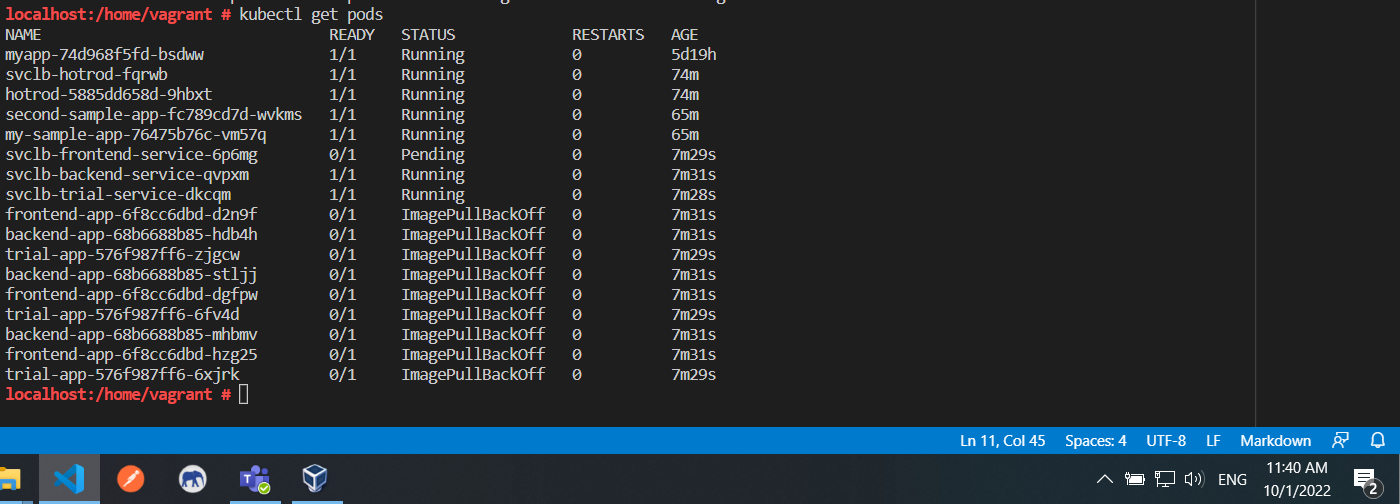 localhost:/home/vagrant # kubectl get pods
NAME READY STATUS RESTARTS AGE
myapp-74d968f5fd-bsdww 1/1 Running 0 5d19h
svclb-hotrod-fqrwb 1/1 Running 0 74m
hotrod-5885dd658d-9hbxt 1/1 Running 0 74m
second-sample-app-fc789cd7d-wvkms 1/1 Running 0 65m
my-sample-app-76475b76c-vm57q 1/1 Running 0 65m
svclb-frontend-service-6p6mg 0/1 Pending 0 7m29s
svclb-backend-service-qvpxm 1/1 Running 0 7m31s
svclb-trial-service-dkcqm 1/1 Running 0 7m28s
frontend-app-6f8cc6dbd-d2n9f 0/1 ImagePullBackOff 0 7m31s
backend-app-68b6688b85-hdb4h 0/1 ImagePullBackOff 0 7m31s
trial-app-576f987ff6-zjgcw 0/1 ImagePullBackOff 0 7m29s
backend-app-68b6688b85-stljj 0/1 ImagePullBackOff 0 7m31s
frontend-app-6f8cc6dbd-dgfpw 0/1 ImagePullBackOff 0 7m31s
trial-app-576f987ff6-6fv4d 0/1 ImagePullBackOff 0 7m29s
backend-app-68b6688b85-mhbmv 0/1 ImagePullBackOff 0 7m31s
frontend-app-6f8cc6dbd-hzg25 0/1 ImagePullBackOff 0 7m31s
trial-app-576f987ff6-6xjrk 0/1 ImagePullBackOff 0 7m29s
localhost:/home/vagrant #
Ln 11, Col 45 Spaces: 4 UTF-8 LF Markdown
ENG 11:40 AM
10/1/2022 2